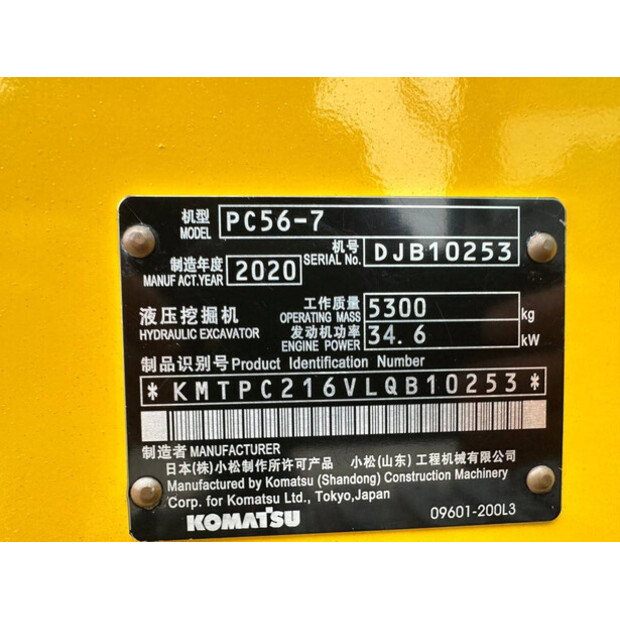 机型 MODEL PC56-7
机号 SERIAL No. DJB10253
制造年度 MANUFACT.YEAR 2020
液压挖掘机 HYDRAULIC EXCAVATOR
工作质量 OPERATING MASS 5300 kg
发动机功率 ENGINE POWER 34.6 kW
制品识别号 Product Identification Number
*KMTPC216VLQB10253*
制造者 MANUFACTURER
日本(株)小松制作所许可产品 小松(山东)工程机械有限公司
Manufactured by Komatsu (Shandong) Construction Machinery
Corp. for Komatsu Ltd., Tokyo,Japan
KOMATSU 09601-200L3